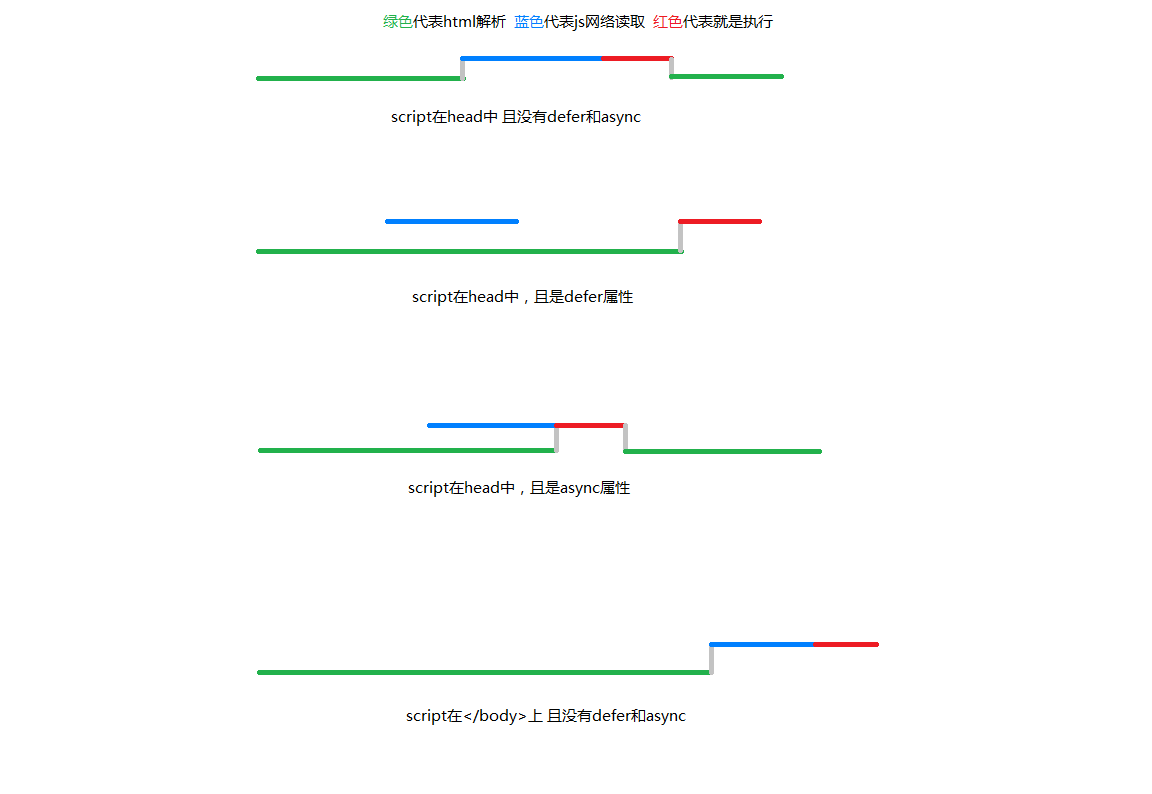 绿色代表html解析 蓝色代表js网络读取 红色代表就是执行
script在head中 且没有defer和async
script在head中，且是defer属性
script在head中，且是async属性
script在</body>上 且没有defer和async